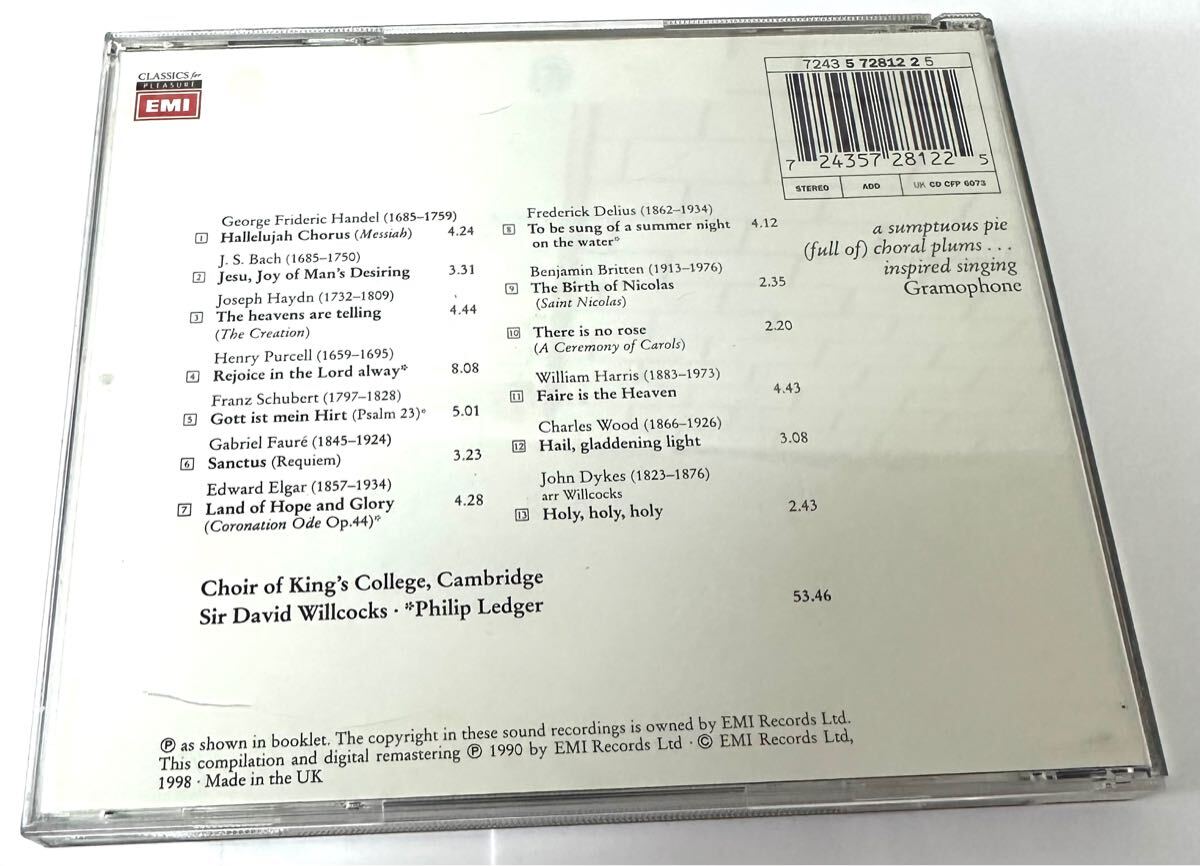 CLASSICS for
PLEASURE
EMI
7243 5 72812 2 5
7 24357 28122 5
STEREO ADD UK CD CFP 6073
George Frideric Handel (1685–1759)
1 Hallelujah Chorus (Messiah) 4.24
J. S. Bach (1685–1750)
2 Jesu, Joy of Man's Desiring 3.31
Joseph Haydn (1732–1809)
3 The heavens are telling 4.44
(The Creation)
Henry Purcell (1659–1695)
4 Rejoice in the Lord alway* 8.08
Franz Schubert (1797–1828)
5 Gott ist mein Hirt (Psalm 23)* 5.01
Gabriel Fauré (1845–1924)
6 Sanctus (Requiem) 3.23
Edward Elgar (1857–1934)
7 Land of Hope and Glory 4.28
(Coronation Ode Op.44)*
Frederick Delius (1862–1934)
8 To be sung of a summer night 4.12
on the water*
Benjamin Britten (1913–1976)
9 The Birth of Nicolas 2.35
(Saint Nicolas)
10 There is no rose 2.20
(A Ceremony of Carols)
William Harris (1883–1973)
11 Faire is the Heaven 4.43
Charles Wood (1866–1926)
12 Hail, gladdening light 3.08
John Dykes (1823–1876)
arr Willcocks
13 Holy, holy, holy 2.43
a sumptuous pie
(full of) choral plums . . .
inspired singing
Gramophone
Choir of King's College, Cambridge
Sir David Willcocks · *Philip Ledger
53.46
℗ as shown in booklet. The copyright in these sound recordings is owned by EMI Records Ltd.
This compilation and digital remastering ℗ 1990 by EMI Records Ltd · © EMI Records Ltd,
1998 · Made in the UK